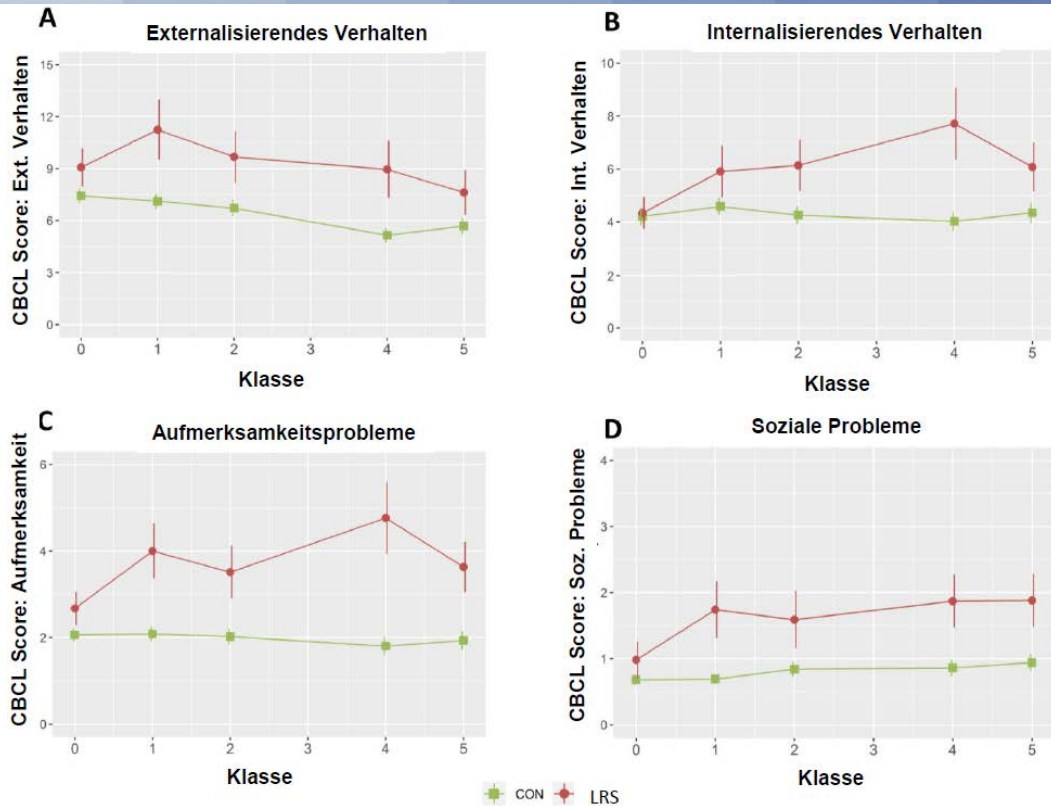 A
Externalisierendes Verhalten
CBCL Score: Ext. Verhalten
15
12
9
6
3
0
0 1 2 3 4 5
Klasse
B
Internalisierendes Verhalten
CBCL Score: Int. Verhalten
10
8
6
4
2
0
0 1 2 3 4 5
Klasse
C
Aufmerksamkeitsprobleme
CBCL Score: Aufmerksamkeit
6
4
2
0
0 1 2 3 4 5
Klasse
D
Soziale Probleme
CBCL Score: Soz. Probleme
4
3
2
1
0
0 1 2 3 4 5
Klasse
CON LRS